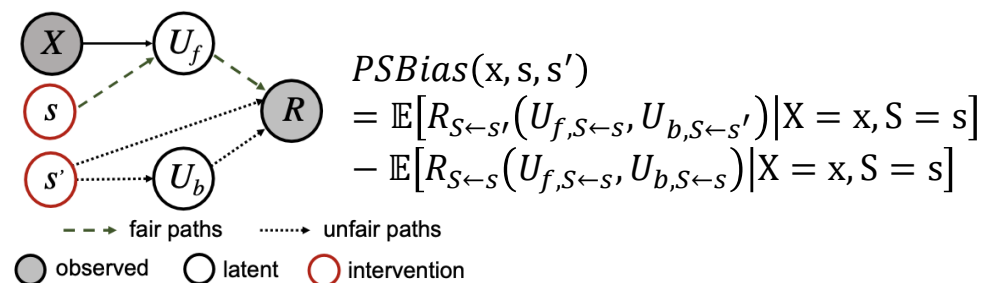 X
U_f
s
R
s'
U_b
PSBias(x, s, s′)
= 𝔼[R_{S←s′}(U_{f,S←s}, U_{b,S←s′})|X = x, S = s]
− 𝔼[R_{S←s}(U_{f,S←s}, U_{b,S←s})|X = x, S = s]
fair paths
unfair paths
observed
latent
intervention